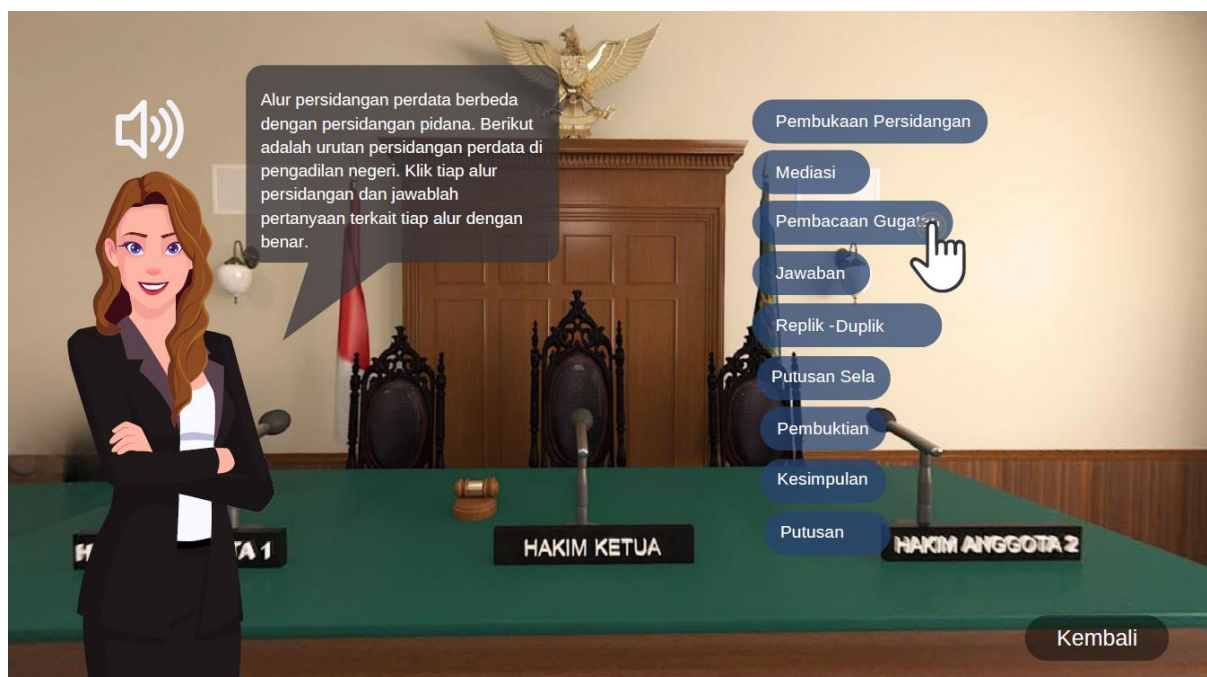 Alur persidangan perdata berbeda
dengan persidangan pidana. Berikut
adalah urutan persidangan perdata di
pengadilan negeri. Klik tiap alur
persidangan dan jawablah
pertanyaan terkait tiap alur dengan
benar.
Pembukaan Persidangan
Mediasi
Pembacaan
Jawaban
Replik -Duplik
Putusan Sela
Pembuktian
Kesimpulan
Putusan
HAKIM KETUA
HAKIM ANGGOTA 2
Kembali